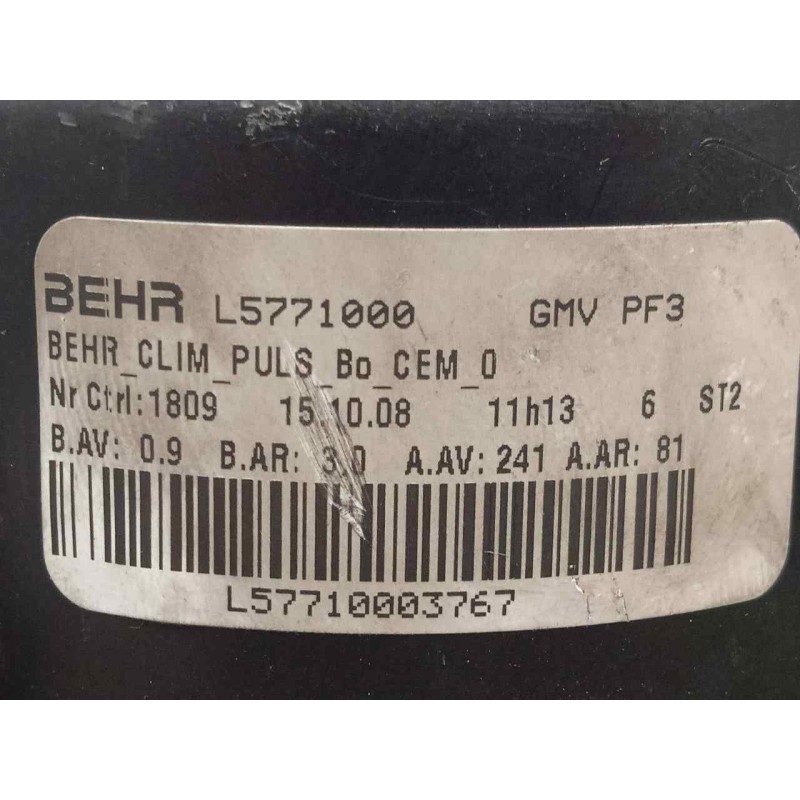 BEHR L5771000 GMV PF3
BEHR_CLIM_PULS_Bo_CEM_0
Nr Ctrl:1809 15.10.08 11h13 6 ST2
B.AV: 0.9 B.AR: 3.0 A.AV: 241 A.AR: 81
L57710003767